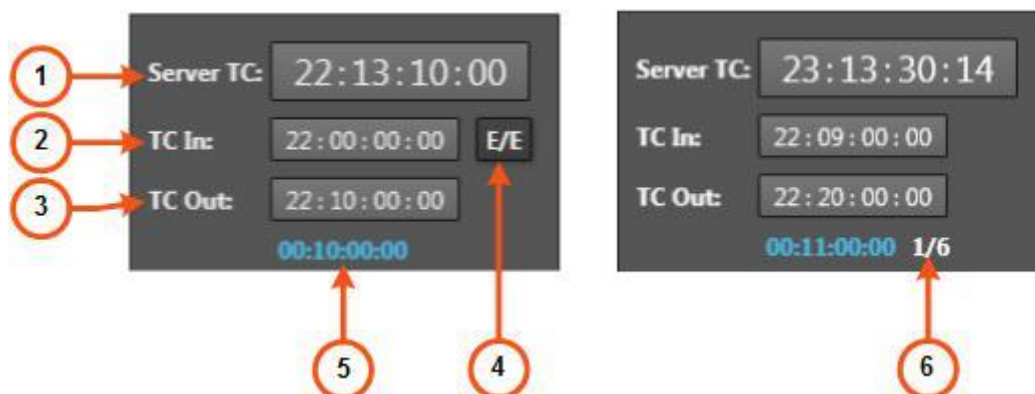 1 Server TC: 22:13:10:00
2 TC In: 22:00:00:00 E/E
3 TC Out: 22:10:00:00
00:10:00:00
5 4
Server TC: 23:13:30:14
TC In: 22:09:00:00
TC Out: 22:20:00:00
00:11:00:00 1/6
6